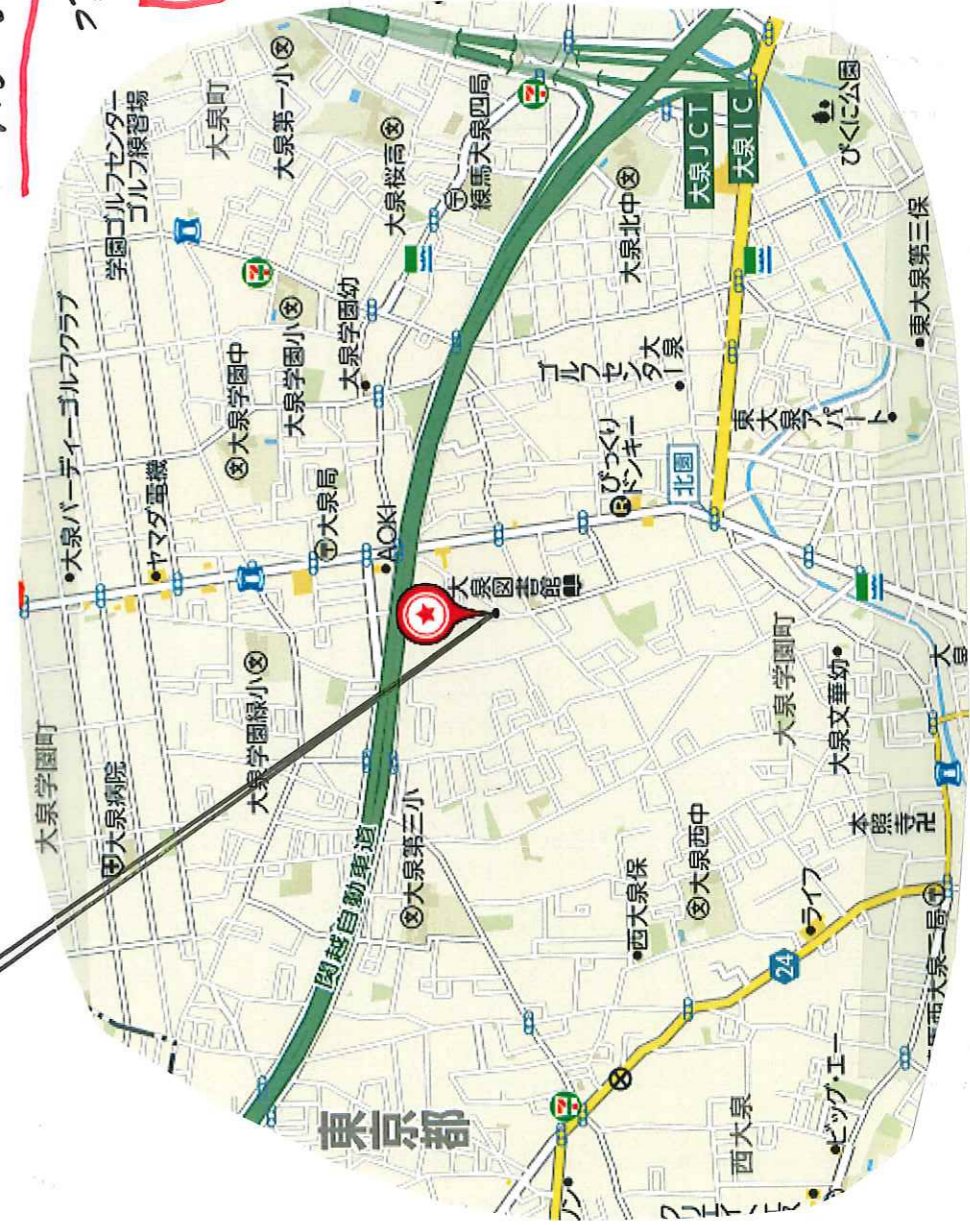 大泉バーディーゴルフクラブ
学園ゴルフセンター
ゴルフ練習場
大泉町
大泉第一小
ヤマダ電機
大泉学園中
大泉学園小
大泉学園幼
大泉桜高
練馬大泉四局
大泉局
AOKI
大泉北中
大泉JCT
大泉IC
びくに公園
ゴルフ
センター大泉
東大泉第三保
東大泉アパート
びっくり
ドンキー
北園
大泉図書館
大泉学園町
大泉病院
大泉学園緑小
関越自動車道
大泉第三小
大泉学園町
大泉文華幼
大泉
本照寺
西大泉保
大泉西中
ライフ
24
西大泉二局
東京都
西大泉
ビッグ・エー